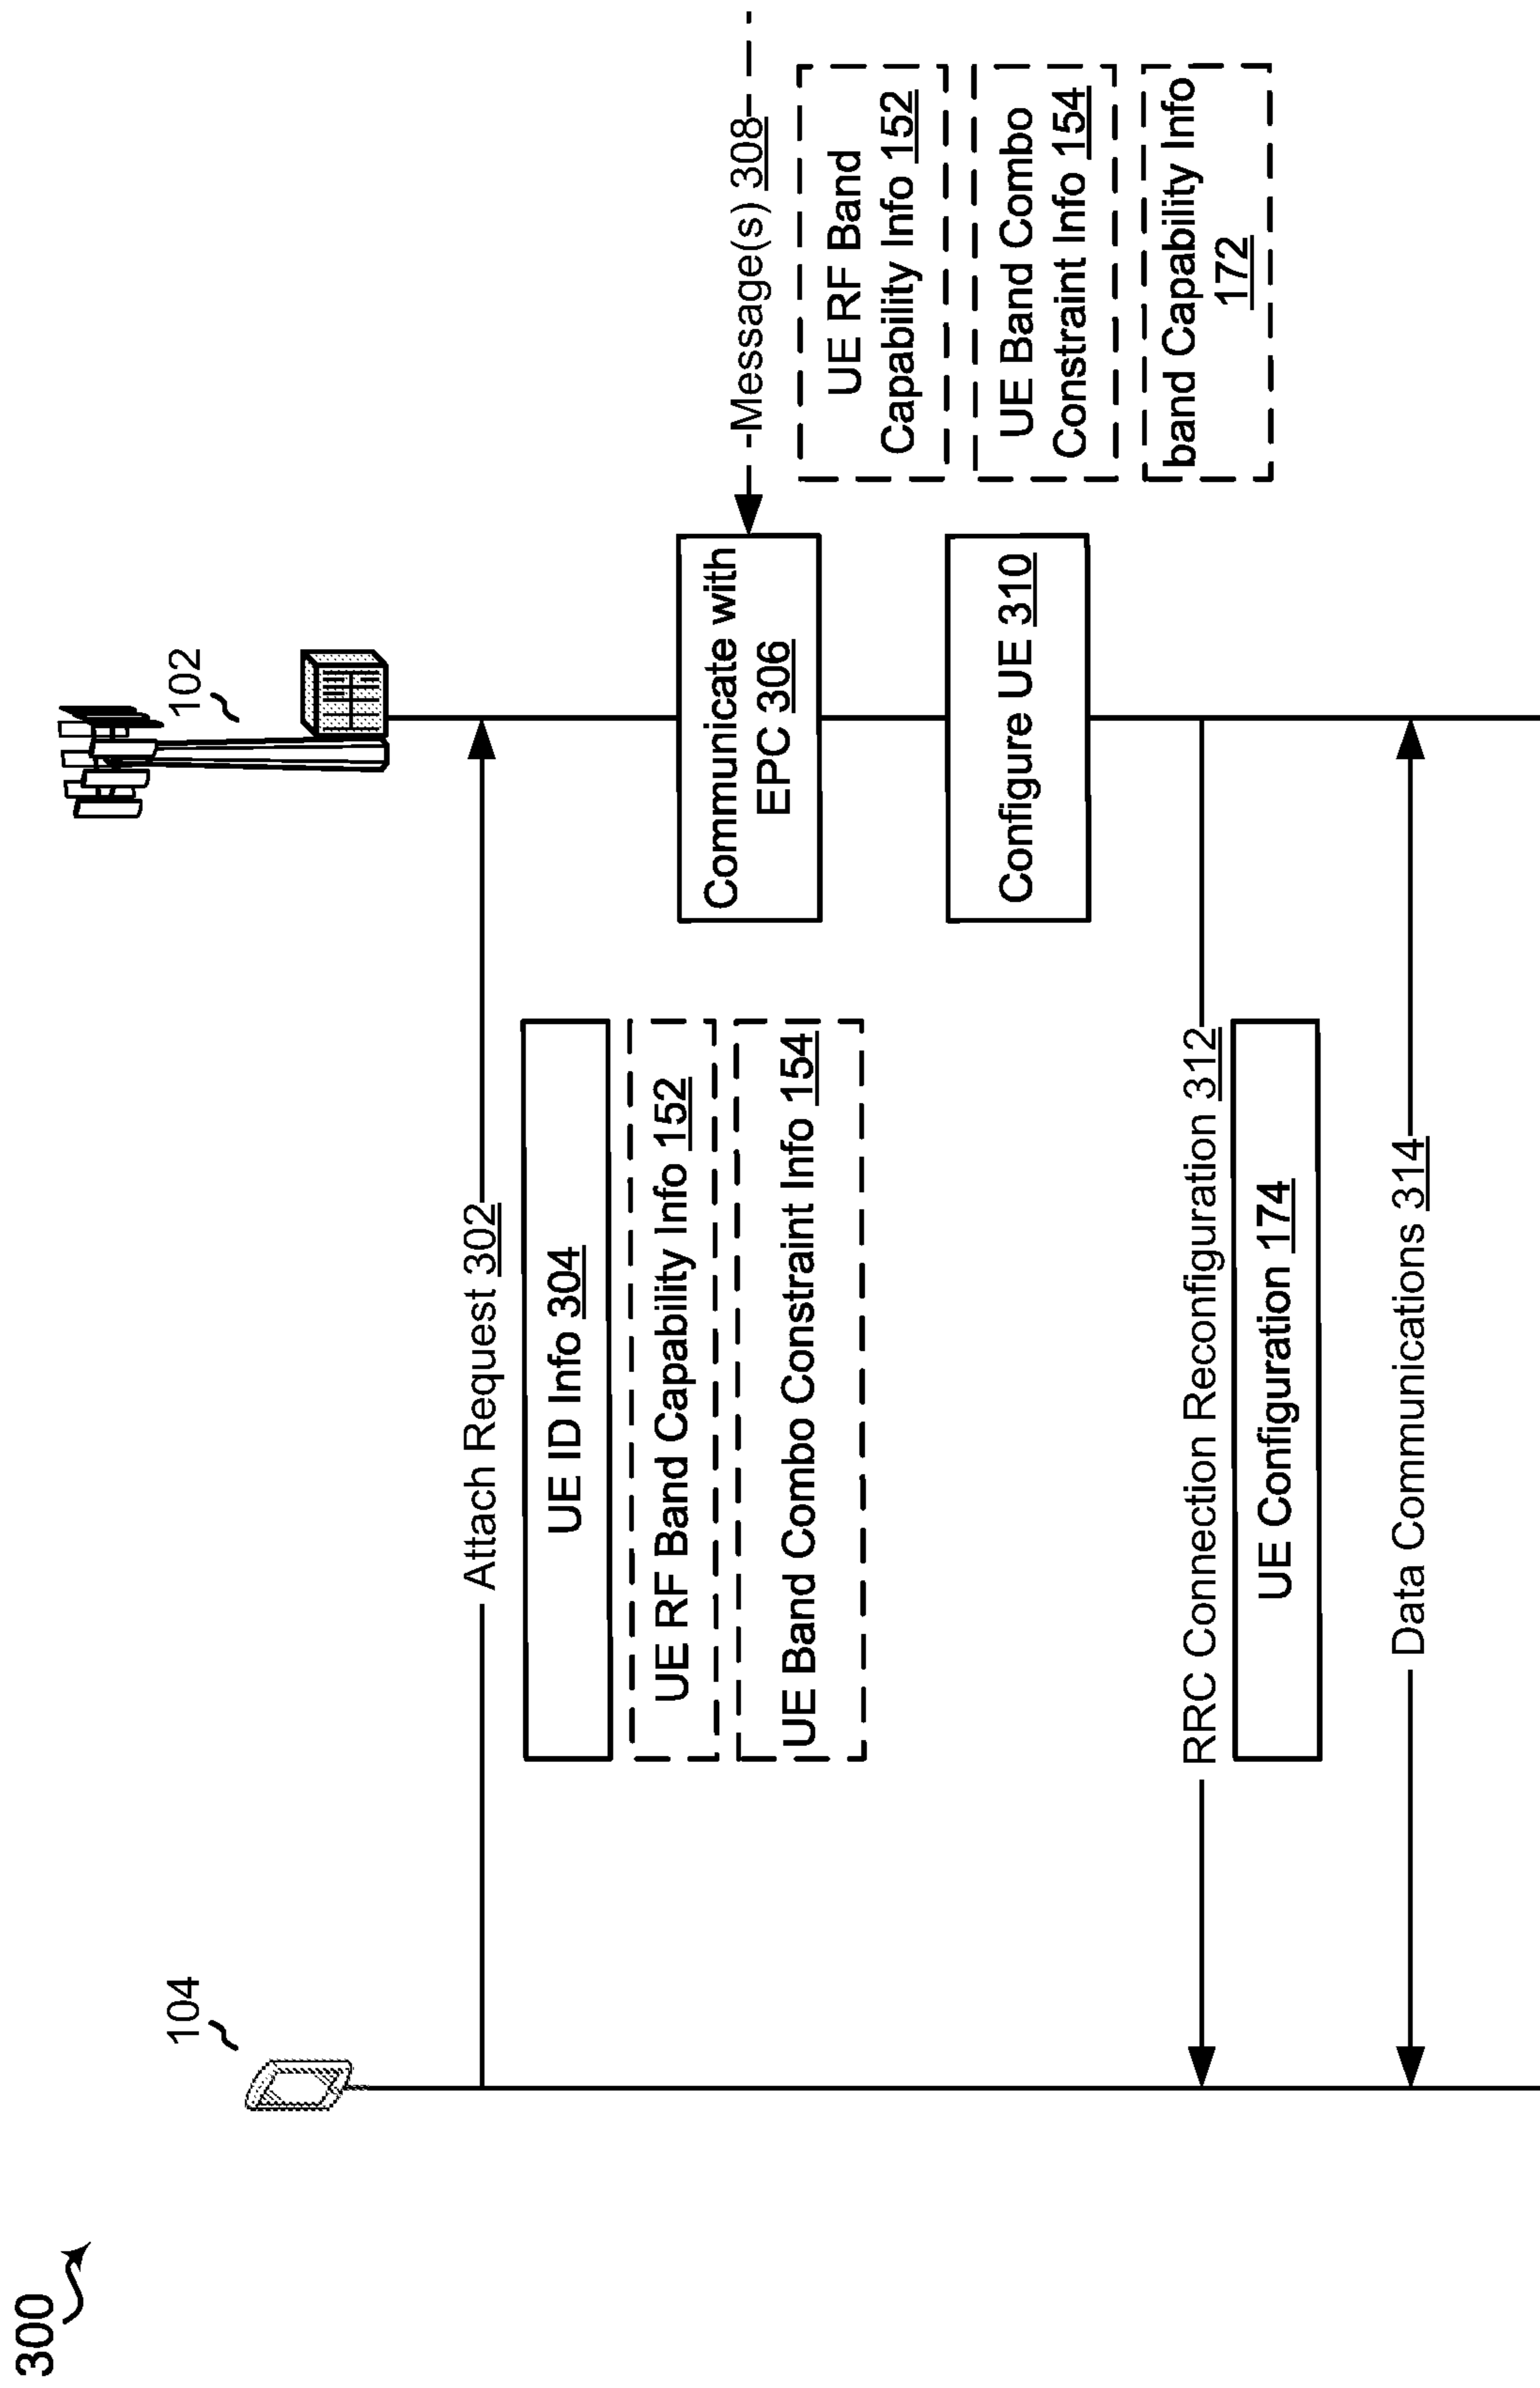 300
104
102
Attach Request 302
UE ID Info 304
UE RF Band Capability Info 152
UE Band Combo Constraint Info 154
Communicate with
EPC 306
Message(s) 308
UE RF Band
Capability Info 152
UE Band Combo
Constraint Info 154
band Capability Info
172
Configure UE 310
RRC Connection Reconfiguration 312
UE Configuration 174
Data Communications 314